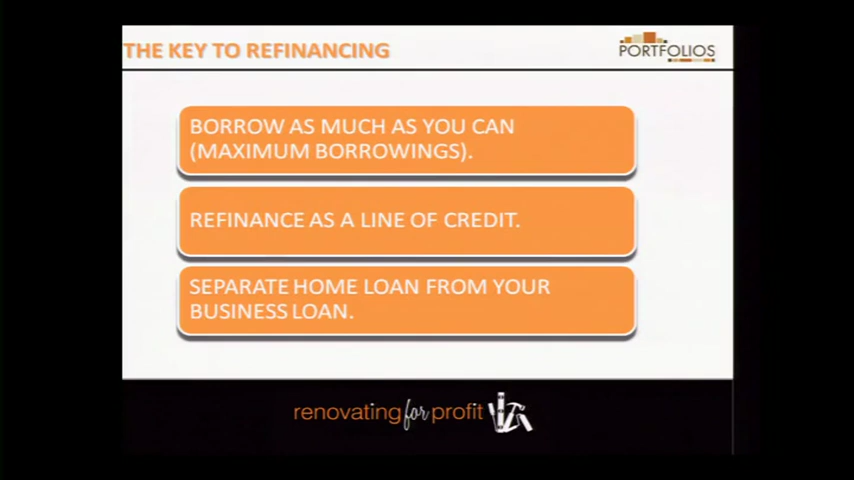 THE KEY TO REFINANCING
PORTFOLIOS
BORROW AS MUCH AS YOU CAN
(MAXIMUM BORROWINGS).
REFINANCE AS A LINE OF CREDIT.
SEPARATE HOME LOAN FROM YOUR
BUSINESS LOAN.
renovating for profit